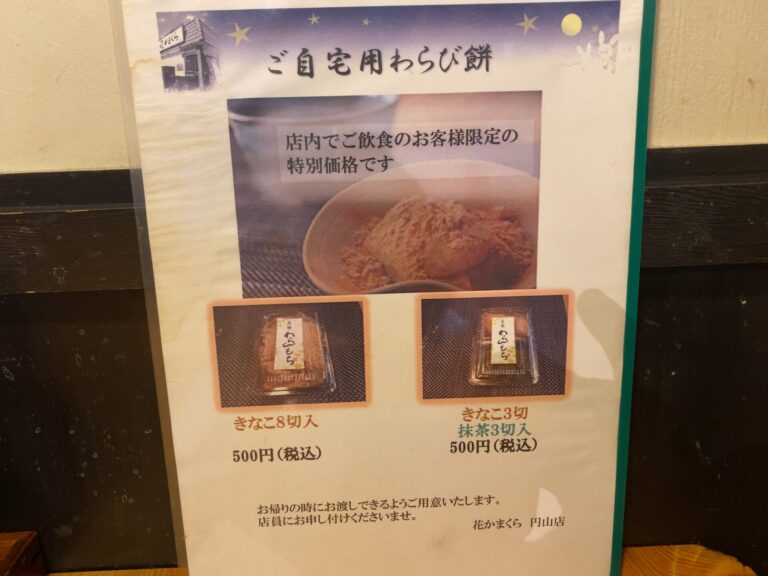 ご自宅用わらび餅
店内でご飲食のお客様限定の
特別価格です
わらびもち
わらびもち
きなこ8切入
500円(税込)
きなこ3切
抹茶3切入
500円(税込)
お帰りの時にお渡しできるようご用意いたします。
店員にお申し付けくださいませ。
花かまくら 円山店